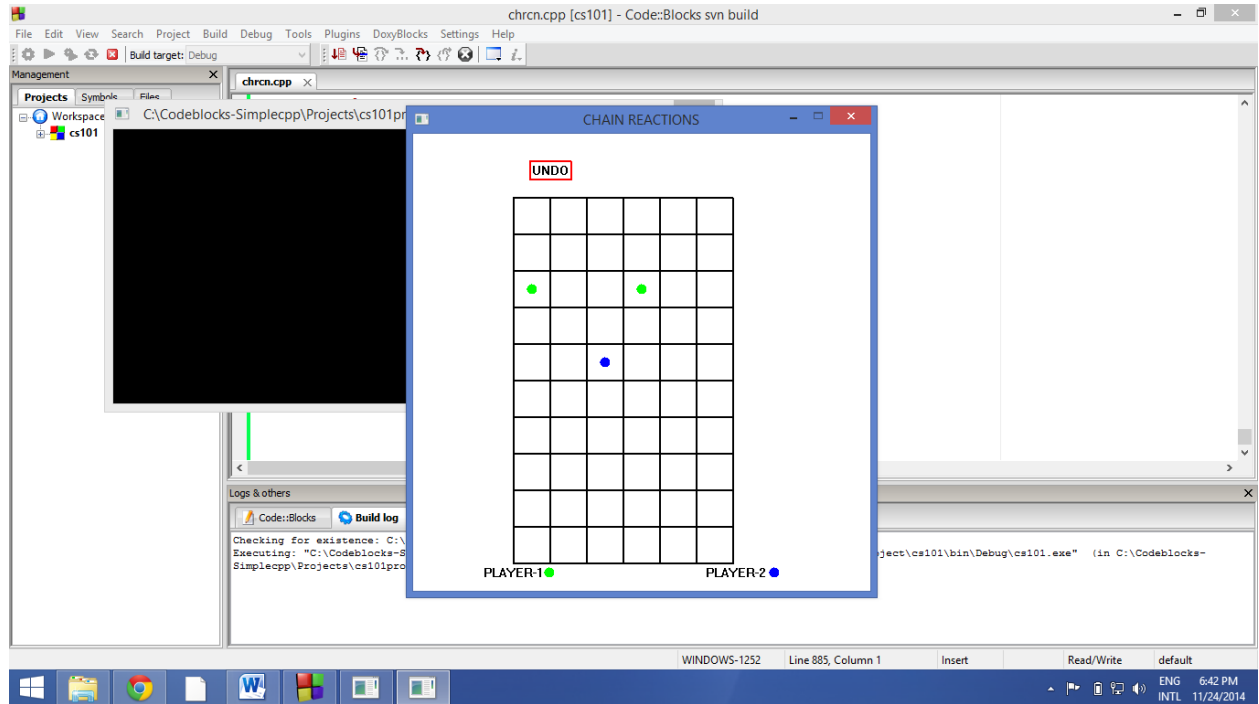 chrcn.cpp [cs101] - Code::Blocks svn build
File Edit View Search Project Build Debug Tools Plugins DoxyBlocks Settings Help
Build target: Debug
Management
chrcn.cpp
Projects Symbols Files
Workspace
cs101
C:\Codeblocks-Simplecpp\Projects\cs101pr
CHAIN REACTIONS
UNDO
PLAYER-1
PLAYER-2
Logs & others
Code::Blocks
Build log
Checking for existence: C:\
Executing: "C:\Codeblocks-S
ject\cs101\bin\Debug\cs101.exe" (in C:\Codeblocks-
Simplecpp\Projects\cs101pro
WINDOWS-1252 Line 885, Column 1 Insert Read/Write default
ENG 6:42 PM
INTL 11/24/2014